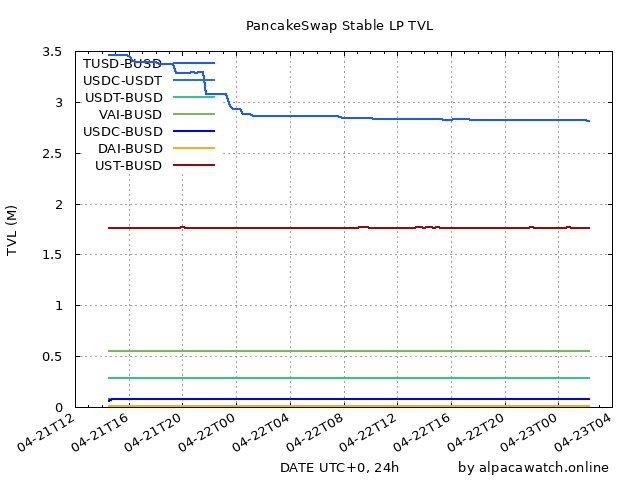 PancakeSwap Stable LP TVL
3.5
3
2.5
2
1.5
1
0.5
0
TVL (M)
TUSD-BUSD
USDC-USDT
USDT-BUSD
VAI-BUSD
USDC-BUSD
DAI-BUSD
UST-BUSD
04-21T12
04-21T16
04-21T20
04-22T00
04-22T04
04-22T08
04-22T12
04-22T16
04-22T20
04-23T00
04-23T04
DATE UTC+0, 24h
by alpacawatch.online